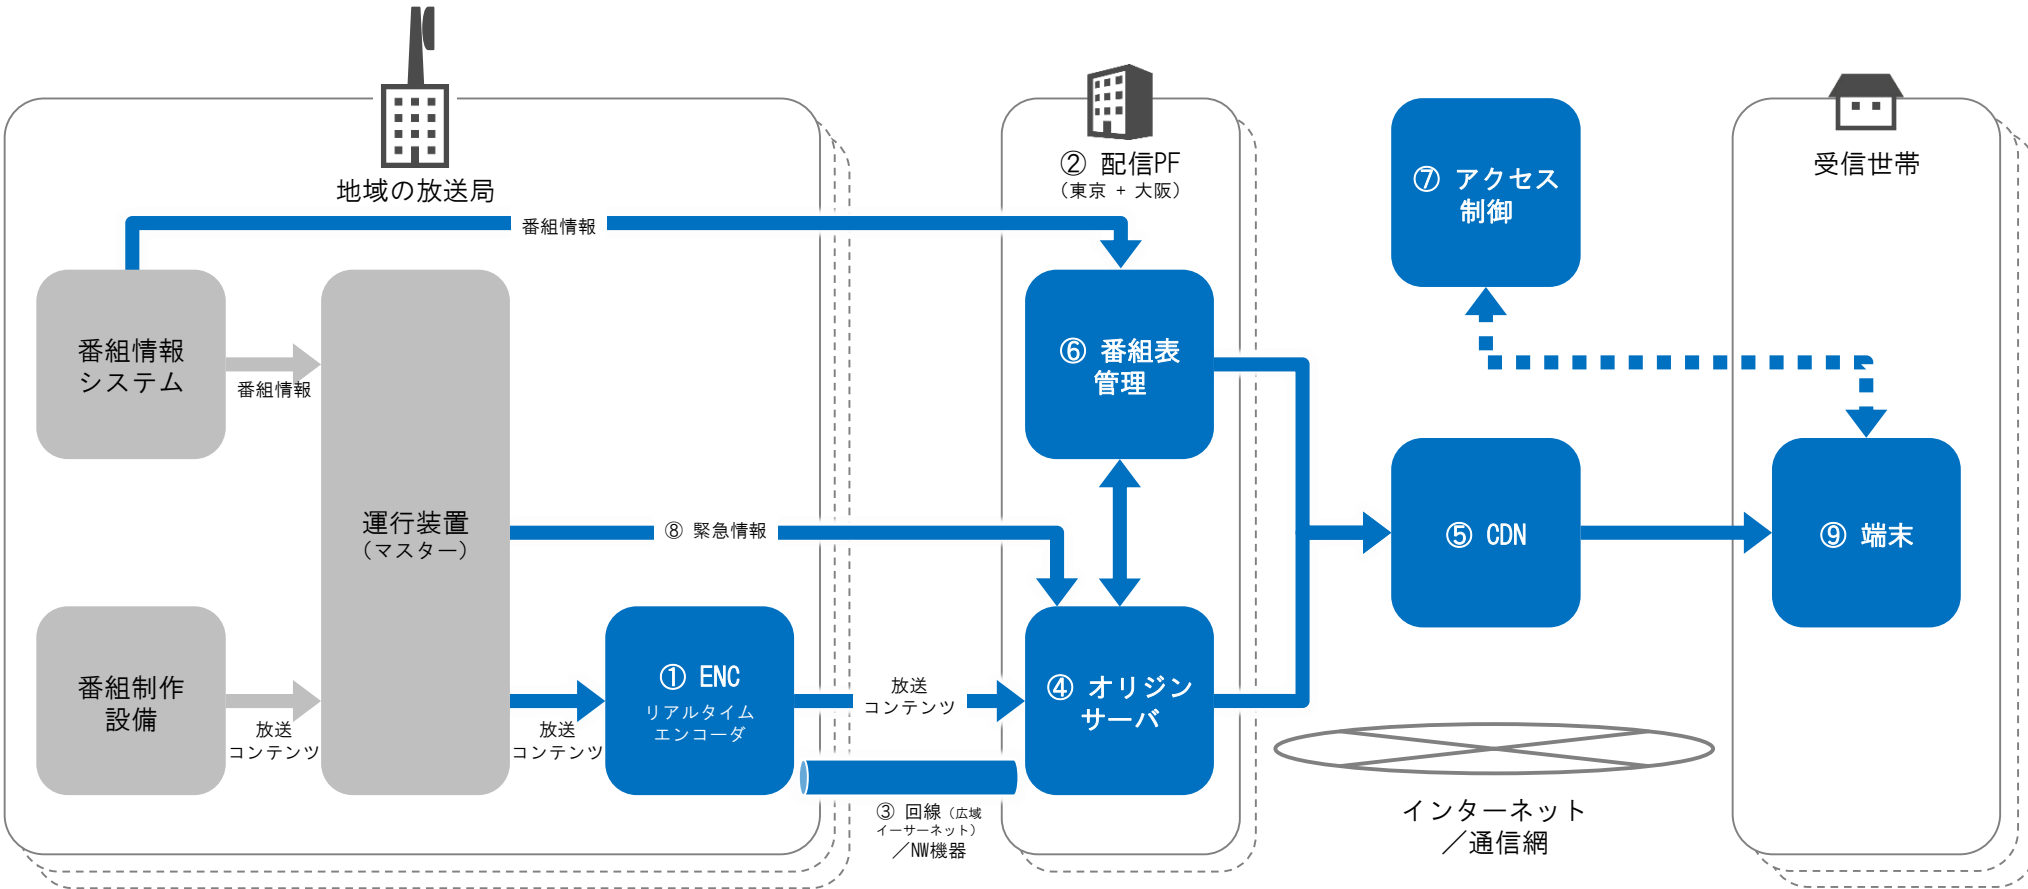 地域の放送局
② 配信PF
（東京 + 大阪）
⑦ アクセス
制御
受信世帯
番組情報
番組情報
システム
番組情報
⑥ 番組表
管理
運行装置
（マスター）
⑧ 緊急情報
⑤ CDN
⑨ 端末
番組制作
設備
放送
コンテンツ
放送
コンテンツ
① ENC
リアルタイム
エンコーダ
放送
コンテンツ
④ オリジン
サーバ
③ 回線（広域
イーサーネット）
／NW機器
インターネット
／通信網